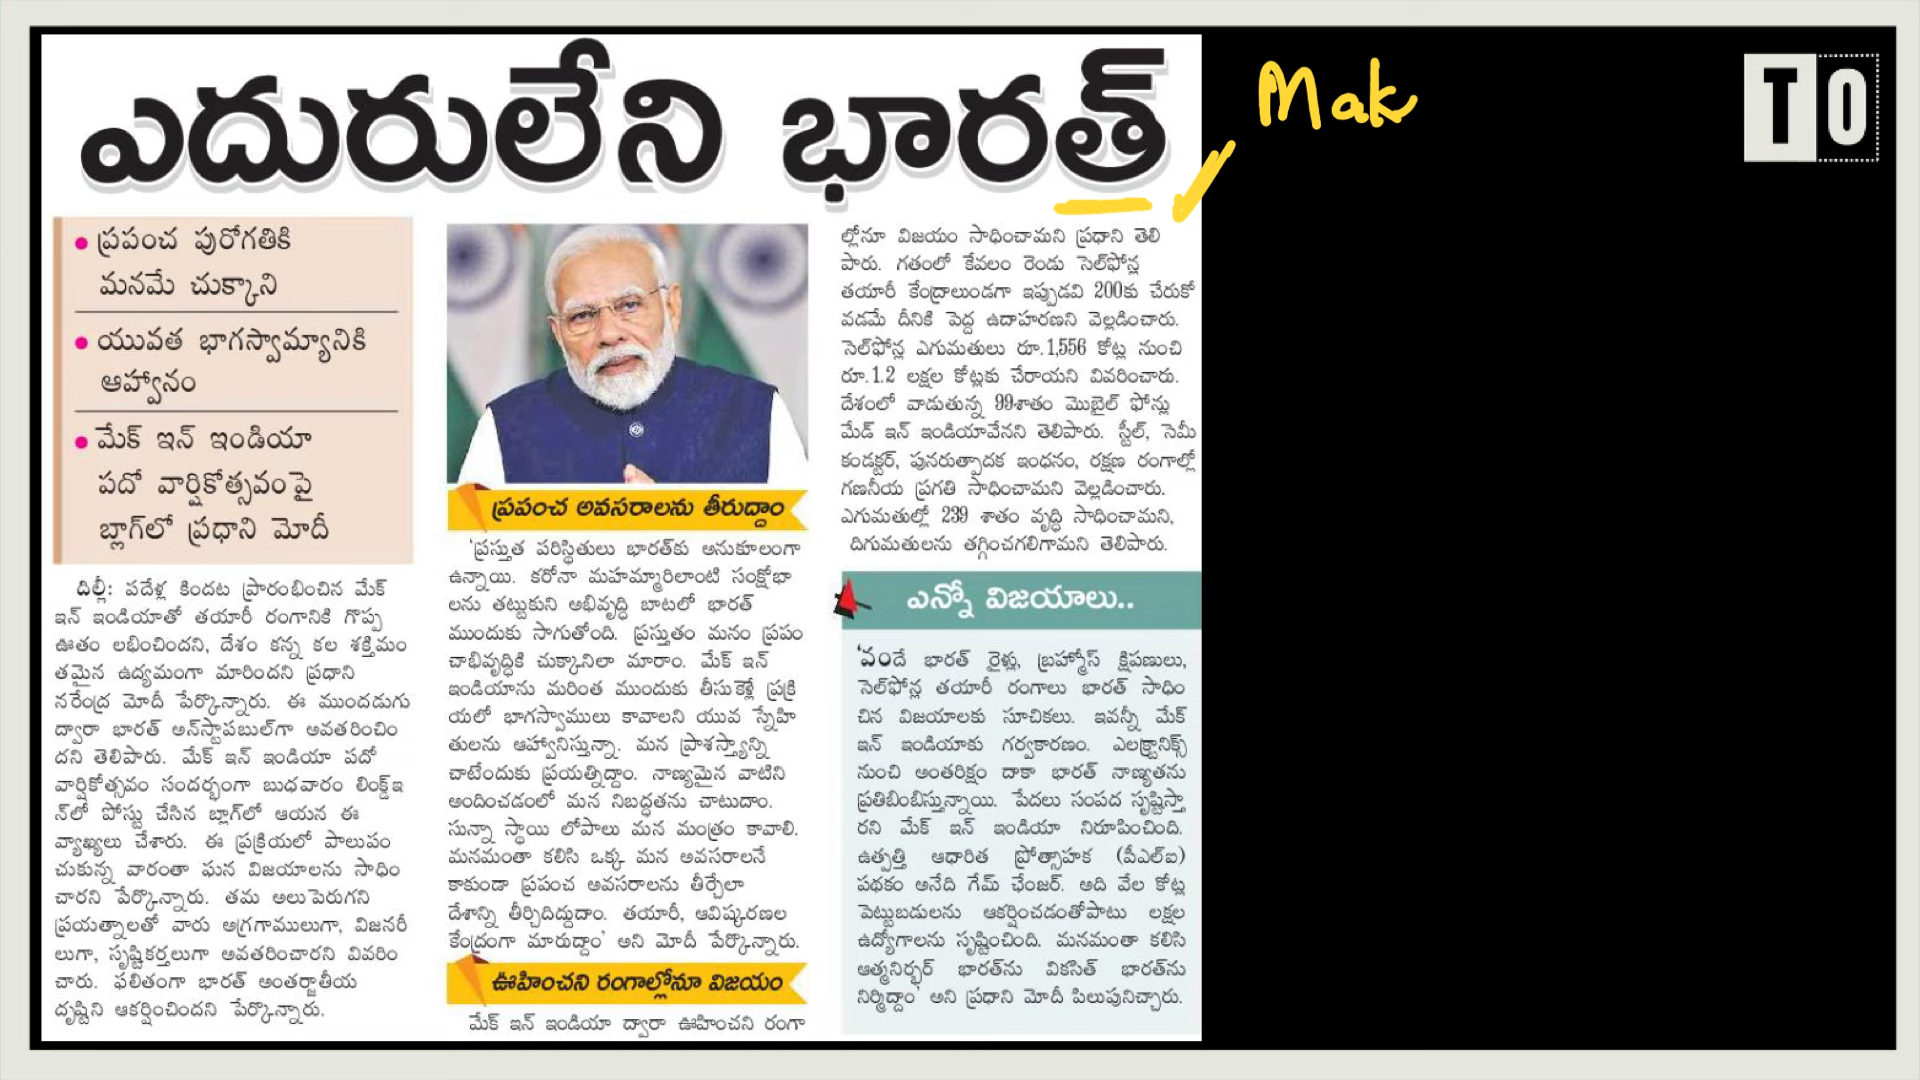 ఎదురులేని భారత్
Mak
TO
• ప్రపంచ పురోగతికి
మనమే చుక్కాని
• యువత భాగస్వామ్యానికి
ఆహ్వానం
• మేక్ ఇన్ ఇండియా
పదో వార్షికోత్సవంపై
బ్లాగ్‌లో ప్రధాని మోదీ
దిల్లీ: పదేళ్ల కిందట ప్రారంభించిన మేక్
ఇన్ ఇండియాతో తయారీ రంగానికి గొప్ప
ఊతం లభించిందని, దేశం కన్న కల శక్తిమం
తమైన ఉద్యమంగా మారిందని ప్రధాని
నరేంద్ర మోదీ పేర్కొన్నారు. ఈ ముందడుగు
ద్వారా భారత్ అన్‌స్టాపబుల్‌గా అవతరించిం
దని తెలిపారు. మేక్ ఇన్ ఇండియా పదో
వార్షికోత్సవం సందర్భంగా బుధవారం లింక్డ్ఇ
న్‌లో పోస్టు చేసిన బ్లాగ్‌లో ఆయన ఈ
వ్యాఖ్యలు చేశారు. ఈ ప్రక్రియలో పాలుపం
చుకున్న వారంతా ఘన విజయాలను సాధిం
చారని పేర్కొన్నారు. తమ అలుపెరుగని
ప్రయత్నాలతో వారు అగ్రగాములుగా, విజనరీ
లుగా, సృష్టికర్తలుగా అవతరించారని వివరిం
చారు. ఫలితంగా భారత్ అంతర్జాతీయ
దృష్టిని ఆకర్షించిందని పేర్కొన్నారు.
ప్రపంచ అవసరాలను తీరుద్దాం
'ప్రస్తుత పరిస్థితులు భారత్‌కు అనుకూలంగా
ఉన్నాయి. కరోనా మహమ్మారిలాంటి సంక్షోభా
లను తట్టుకుని అభివృద్ధి బాటలో భారత్
ముందుకు సాగుతోంది. ప్రస్తుతం మనం ప్రపం
చాభివృద్ధికి చుక్కానిలా మారాం. మేక్ ఇన్
ఇండియాను మరింత ముందుకు తీసుకెళ్లే ప్రక్రి
యలో భాగస్వాములు కావాలని యువ స్నేహి
తులను ఆహ్వానిస్తున్నా. మన ప్రాశస్త్యాన్ని
చాటేందుకు ప్రయత్నిద్దాం. నాణ్యమైన వాటిని
అందించడంలో మన నిబద్ధతను చాటుదాం.
సున్నా స్థాయి లోపాలు మన మంత్రం కావాలి.
మనమంతా కలిసి ఒక్క మన అవసరాలనే
కాకుండా ప్రపంచ అవసరాలను తీర్చేలా
దేశాన్ని తీర్చిదిద్దుదాం. తయారీ, ఆవిష్కరణల
కేంద్రంగా మారుద్దాం' అని మోదీ పేర్కొన్నారు.
ఊహించని రంగాల్లోనూ విజయం
మేక్ ఇన్ ఇండియా ద్వారా ఊహించని రంగా
ల్లోనూ విజయం సాధించామని ప్రధాని తెలి
పారు. గతంలో కేవలం రెండు సెల్‌ఫోన్ల
తయారీ కేంద్రాలుండగా ఇప్పుడవి 200కు చేరుకో
వడమే దీనికి పెద్ద ఉదాహరణని వెల్లడించారు.
సెల్‌ఫోన్ల ఎగుమతులు రూ.1,556 కోట్ల నుంచి
రూ.1.2 లక్షల కోట్లకు చేరాయని వివరించారు.
దేశంలో వాడుతున్న 99శాతం మొబైల్ ఫోన్లు
మేడ్ ఇన్ ఇండియావేనని తెలిపారు. స్టీల్, సెమీ
కండక్టర్, పునరుత్పాదక ఇంధనం, రక్షణ రంగాల్లో
గణనీయ ప్రగతి సాధించామని వెల్లడించారు.
ఎగుమతుల్లో 239 శాతం వృద్ధి సాధించామని,
దిగుమతులను తగ్గించగలిగామని తెలిపారు.
ఎన్నో విజయాలు..
'వందే భారత్ రైళ్లు, బ్రహ్మోస్ క్షిపణులు,
సెల్‌ఫోన్ల తయారీ రంగాలు భారత్ సాధిం
చిన విజయాలకు సూచికలు. ఇవన్నీ మేక్
ఇన్ ఇండియాకు గర్వకారణం. ఎలక్ట్రానిక్స్
నుంచి అంతరిక్షం దాకా భారత్ నాణ్యతను
ప్రతిబింబిస్తున్నాయి. పేదలు సంపద సృష్టిస్తా
రని మేక్ ఇన్ ఇండియా నిరూపించింది.
ఉత్పత్తి ఆధారిత ప్రోత్సాహక (పీఎల్ఐ)
పథకం అనేది గేమ్ ఛేంజర్. అది వేల కోట్ల
పెట్టుబడులను ఆకర్షించడంతోపాటు లక్షల
ఉద్యోగాలను సృష్టించింది. మనమంతా కలిసి
ఆత్మనిర్భర్ భారత్‌ను వికసిత్ భారత్‌ను
నిర్మిద్దాం' అని ప్రధాని మోదీ పిలుపునిచ్చారు.